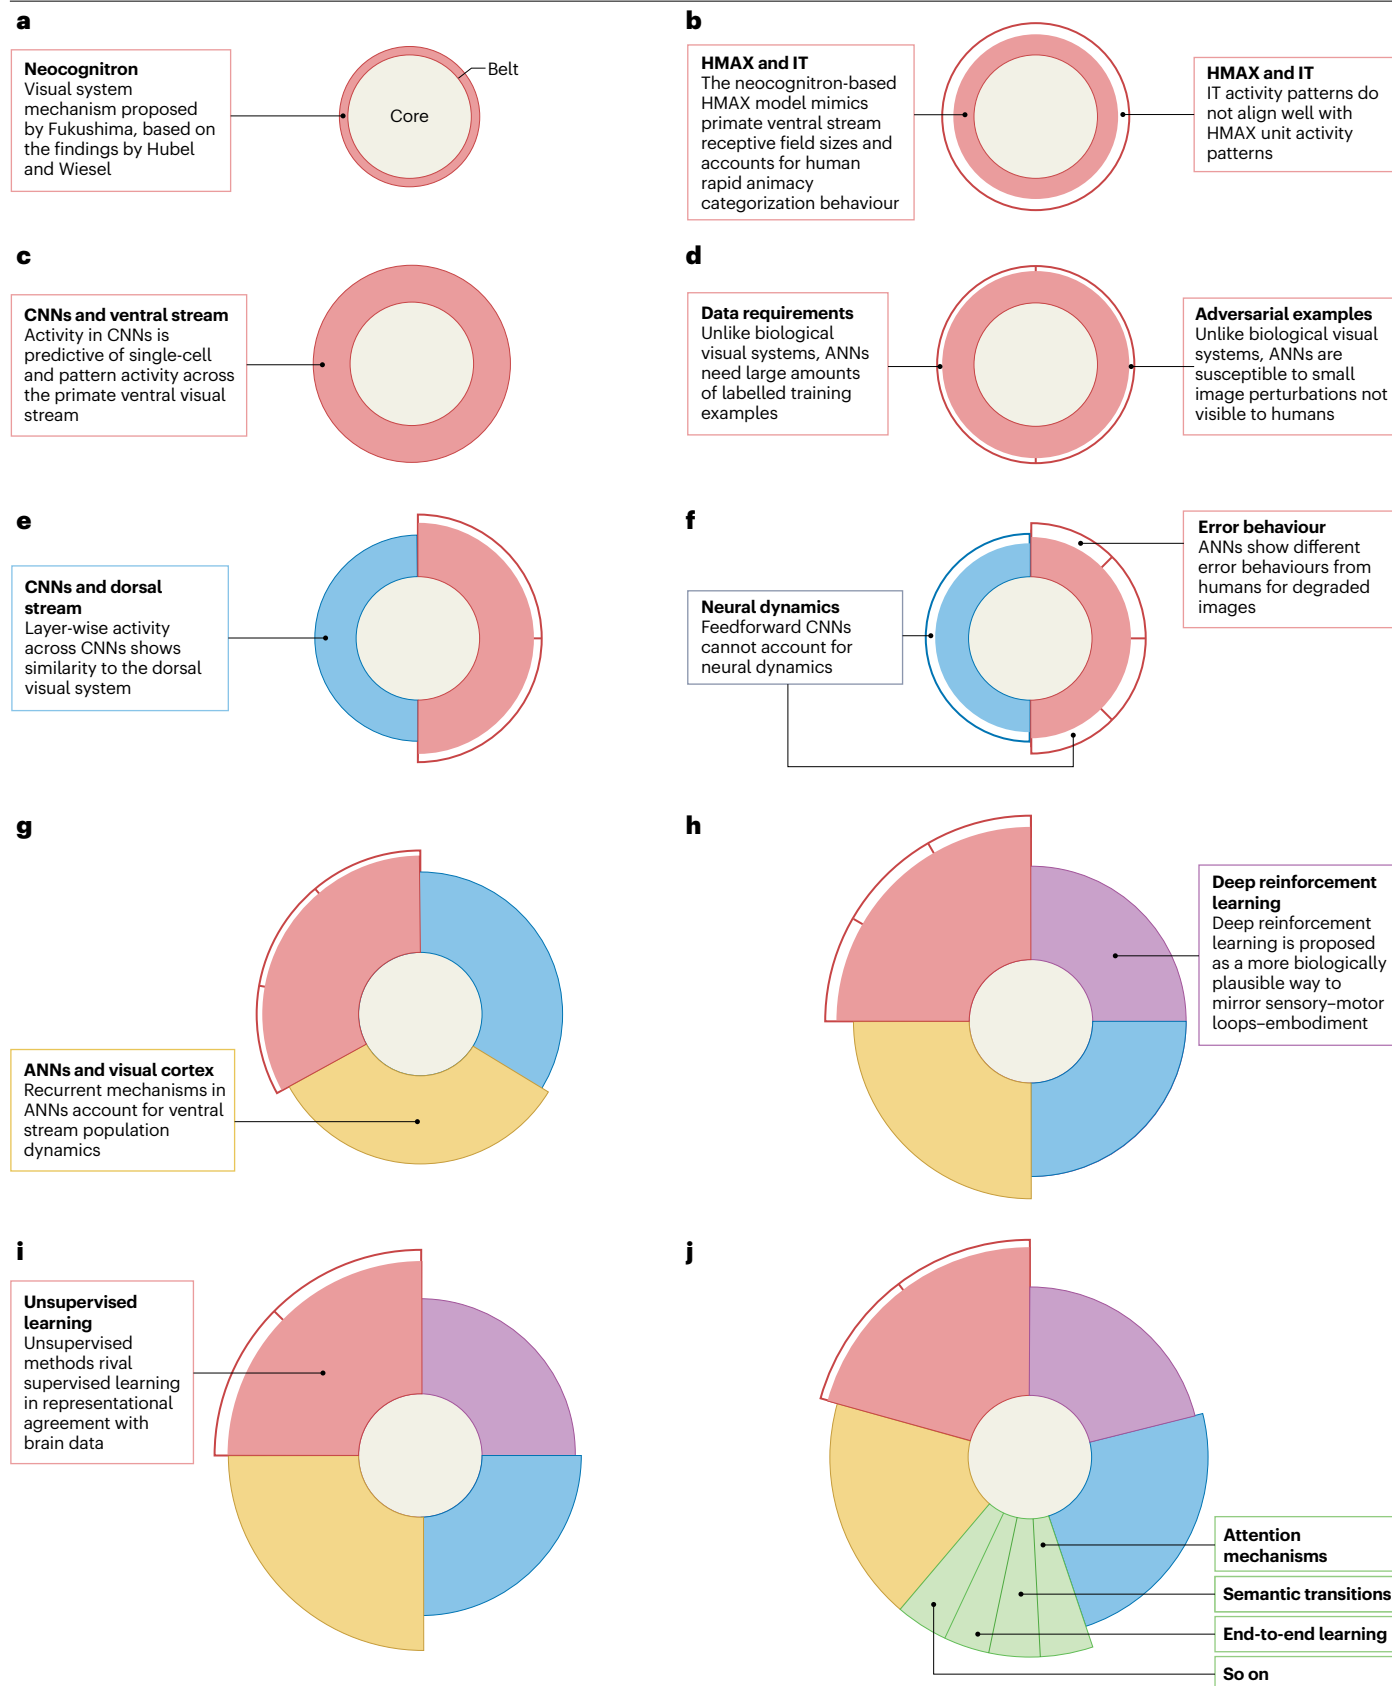 a
Neocognitron
Visual system
mechanism proposed
by Fukushima, based on
the findings by Hubel
and Wiesel
Belt
Core
b
HMAX and IT
The neocognitron-based
HMAX model mimics
primate ventral stream
receptive field sizes and
accounts for human
rapid animacy
categorization behaviour
HMAX and IT
IT activity patterns do
not align well with
HMAX unit activity
patterns
c
CNNs and ventral stream
Activity in CNNs is
predictive of single-cell
and pattern activity across
the primate ventral visual
stream
d
Data requirements
Unlike biological
visual systems, ANNs
need large amounts
of labelled training
examples
Adversarial examples
Unlike biological visual
systems, ANNs are
susceptible to small
image perturbations not
visible to humans
e
CNNs and dorsal
stream
Layer-wise activity
across CNNs shows
similarity to the dorsal
visual system
f
Neural dynamics
Feedforward CNNs
cannot account for
neural dynamics
Error behaviour
ANNs show different
error behaviours from
humans for degraded
images
g
ANNs and visual cortex
Recurrent mechanisms in
ANNs account for ventral
stream population
dynamics
h
Deep reinforcement
learning
Deep reinforcement
learning is proposed
as a more biologically
plausible way to
mirror sensory–motor
loops–embodiment
i
Unsupervised
learning
Unsupervised
methods rival
supervised learning
in representational
agreement with
brain data
j
Attention
mechanisms
Semantic transitions
End-to-end learning
So on